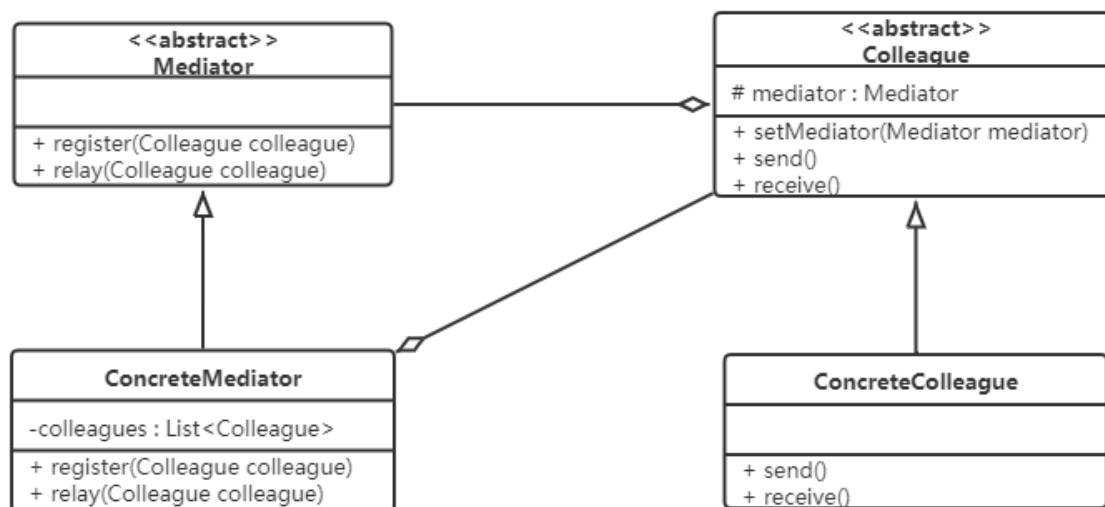 <<abstract>>
Mediator
+ register(Colleague colleague)
+ relay(Colleague colleague)
<<abstract>>
Colleague
# mediator : Mediator
+ setMediator(Mediator mediator)
+ send()
+ receive()
ConcreteMediator
-colleagues : List<Colleague>
+ register(Colleague colleague)
+ relay(Colleague colleague)
ConcreteColleague
+ send()
+ receive()